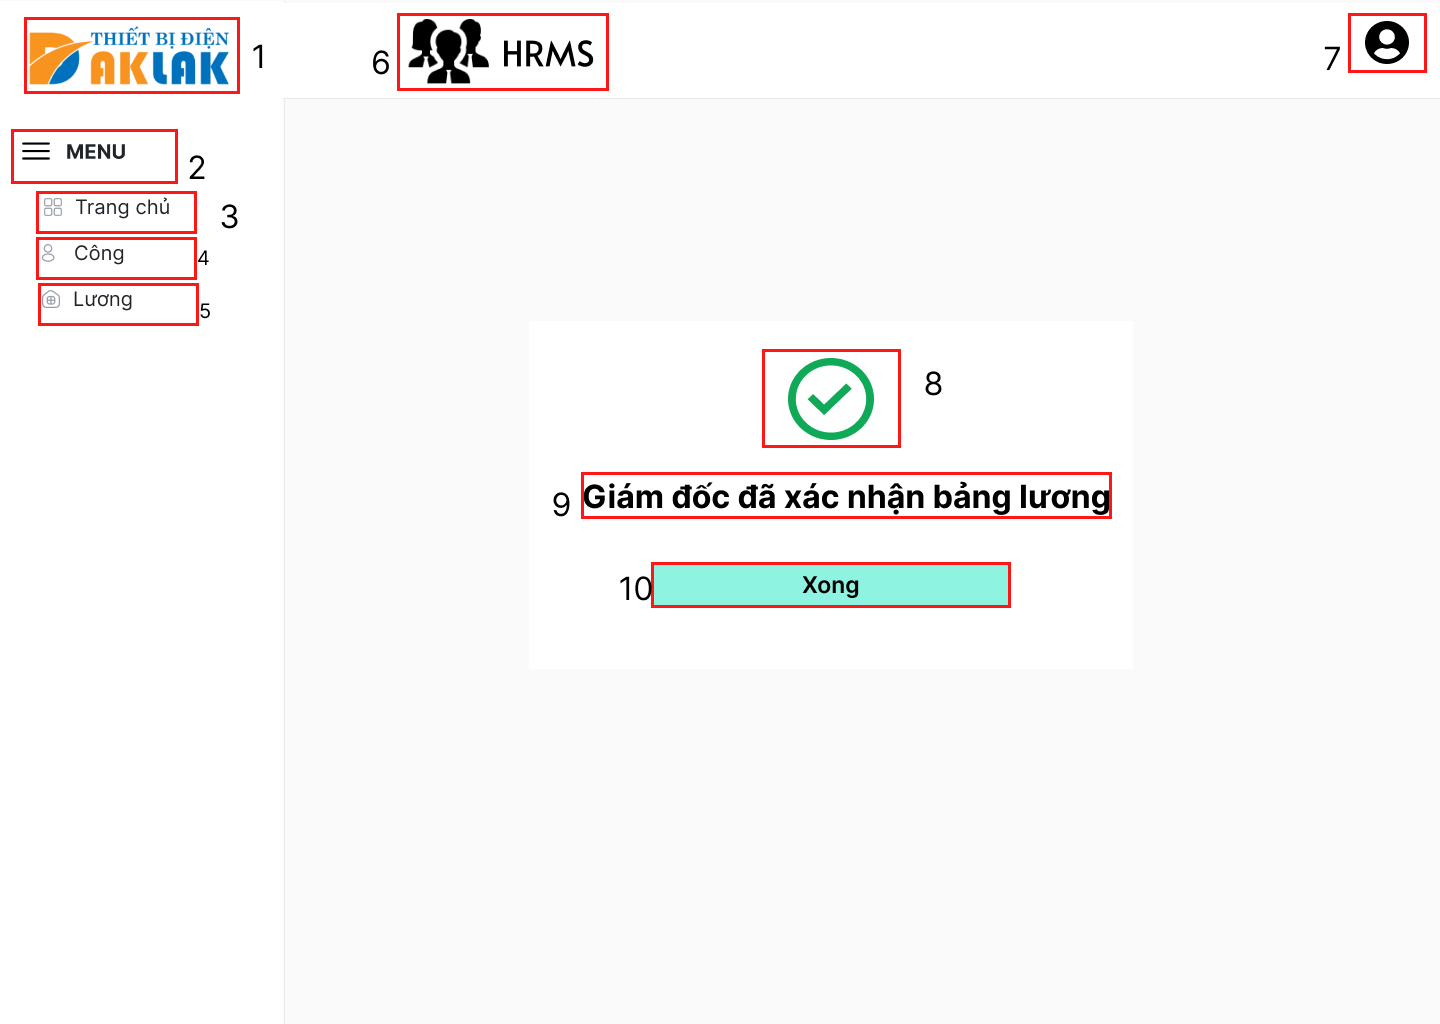 THIẾT BỊ ĐIỆN
DAKLAK
1
6
HRMS
7
MENU
2
Trang chủ
3
Công
4
Lương
5
8
9
Giám đốc đã xác nhận bảng lương
10
Xong